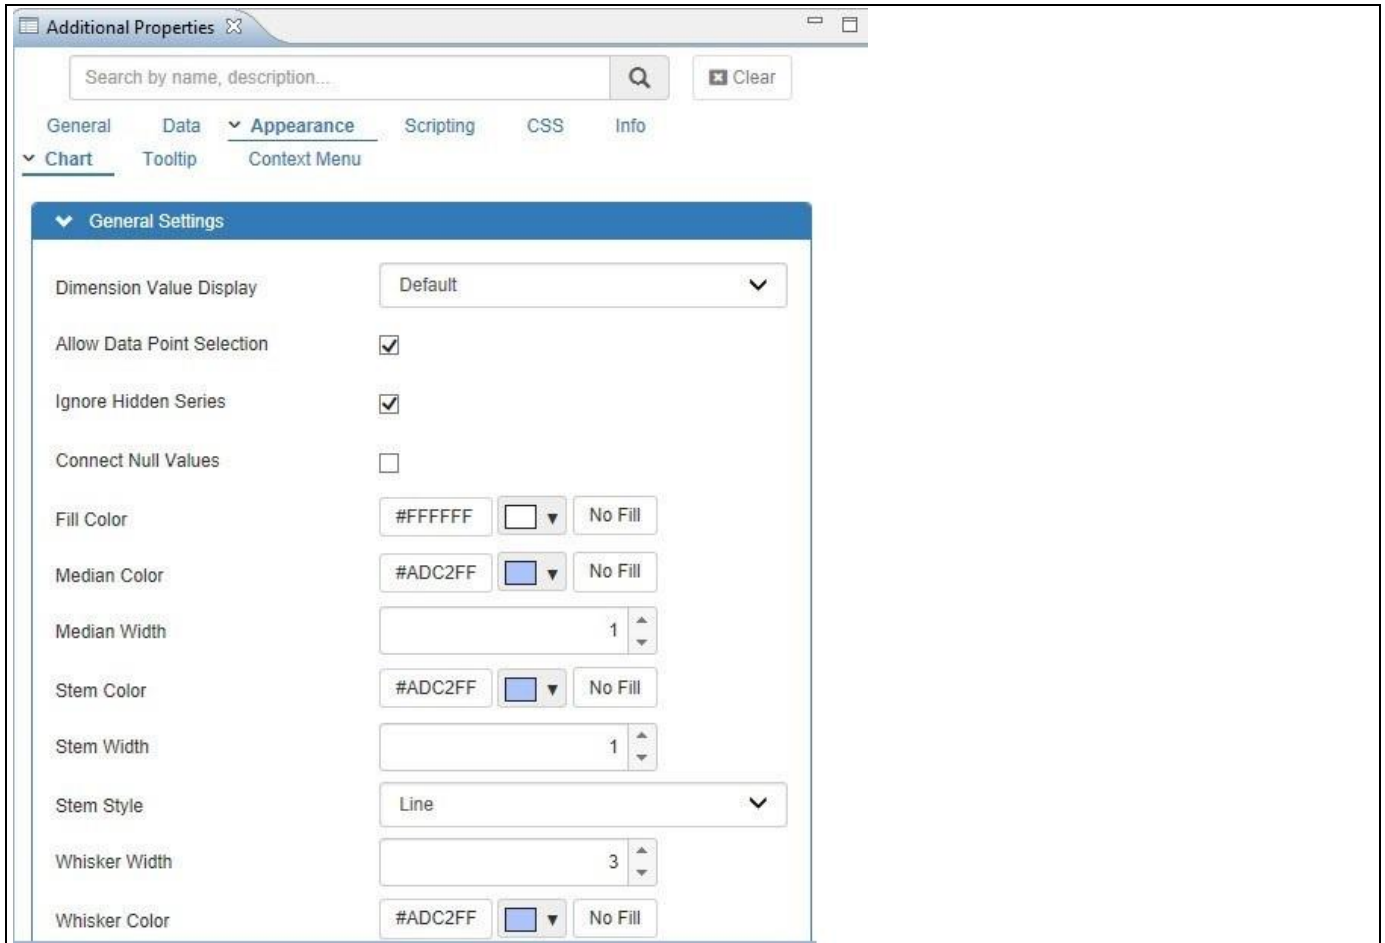 Additional Properties
Search by name, description...
Clear
General Data Appearance Scripting CSS Info
Chart Tooltip Context Menu
General Settings
Dimension Value Display Default
Allow Data Point Selection
Ignore Hidden Series
Connect Null Values
Fill Color #FFFFFF No Fill
Median Color #ADC2FF No Fill
Median Width 1
Stem Color #ADC2FF No Fill
Stem Width 1
Stem Style Line
Whisker Width 3
Whisker Color #ADC2FF No Fill